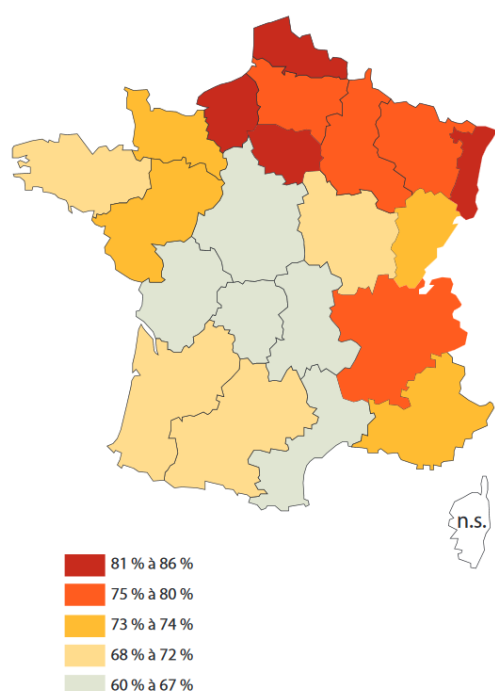 n.s.
81 % à 86 %
75 % à 80 %
73 % à 74 %
68 % à 72 %
60 % à 67 %